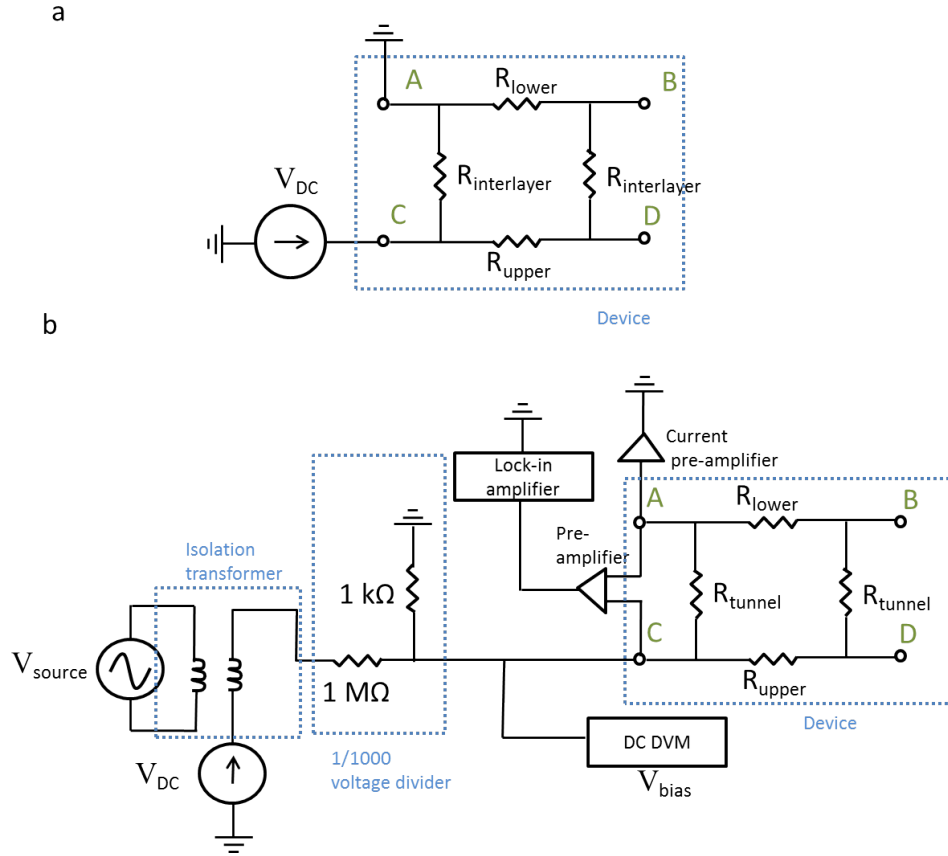 a
A
R_lower
B
V_DC
R_interlayer
R_interlayer
C
D
R_upper
Device
b
Current
pre-amplifier
Lock-in
amplifier
A
R_lower
B
Pre-
amplifier
Isolation
transformer
1 kΩ
R_tunnel
R_tunnel
C
D
V_source
1 MΩ
R_upper
Device
DC DVM
V_DC
1/1000
voltage divider
V_bias